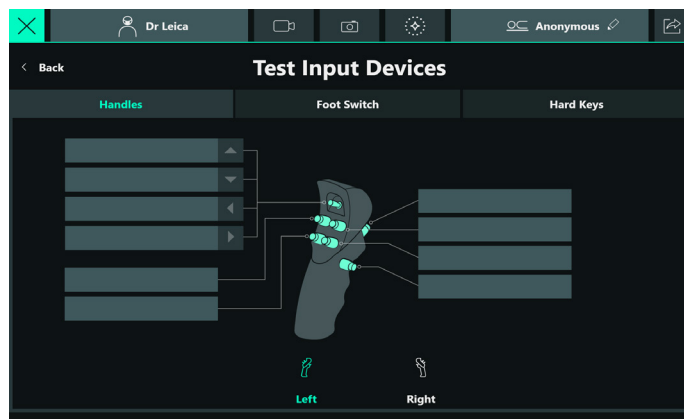 Dr Leica
Anonymous
Back
Test Input Devices
Handles
Foot Switch
Hard Keys
Left
Right